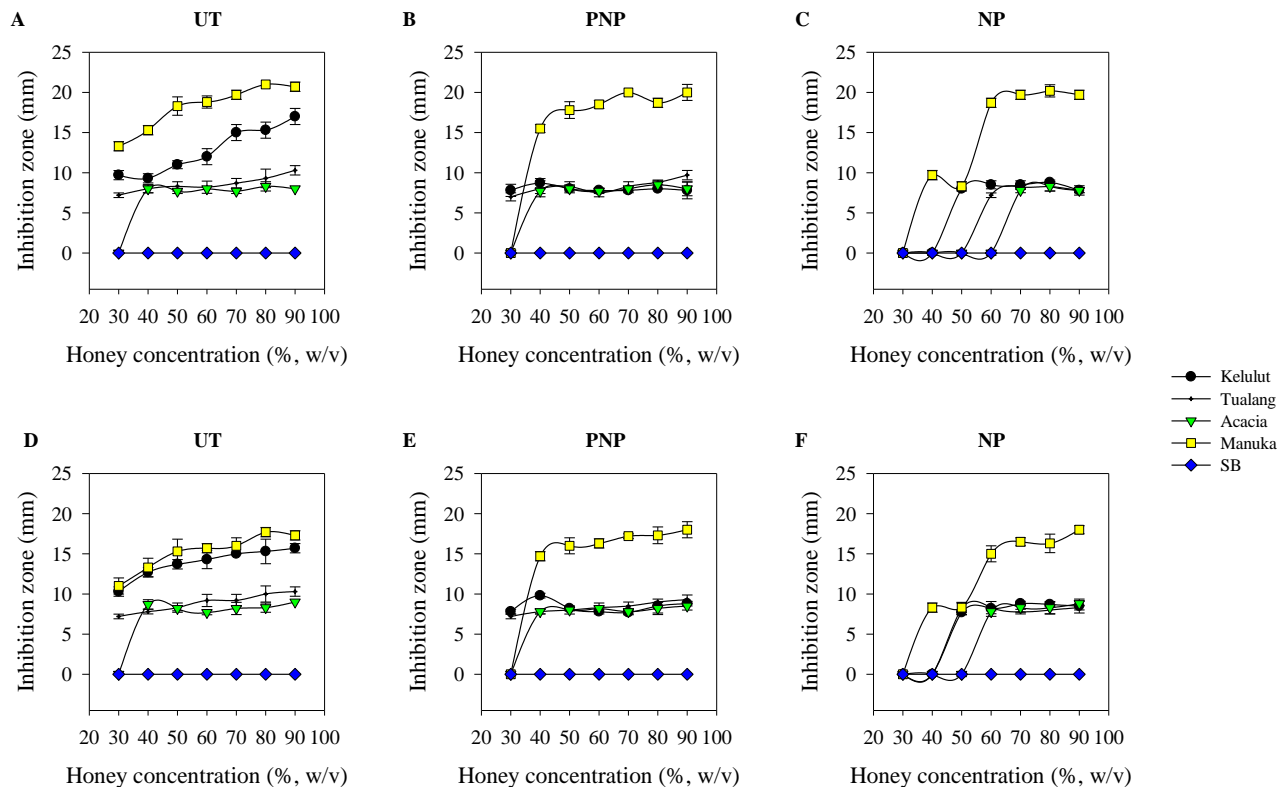 A UT B PNP C NP
25 25 25
20 20 20
15 15 15
10 10 10
5 5 5
0 0 0
Inhibition zone (mm) Inhibition zone (mm) Inhibition zone (mm)
20 30 40 50 60 70 80 90 100 20 30 40 50 60 70 80 90 100 20 30 40 50 60 70 80 90 100
Honey concentration (%, w/v) Honey concentration (%, w/v) Honey concentration (%, w/v)
Kelulut
Tualang
Acacia
Manuka
SB
D UT E PNP F NP
25 25 25
20 20 20
15 15 15
10 10 10
5 5 5
0 0 0
Inhibition zone (mm) Inhibition zone (mm) Inhibition zone (mm)
20 30 40 50 60 70 80 90 100 20 30 40 50 60 70 80 90 100 20 30 40 50 60 70 80 90 100
Honey concentration (%, w/v) Honey concentration (%, w/v) Honey concentration (%, w/v)